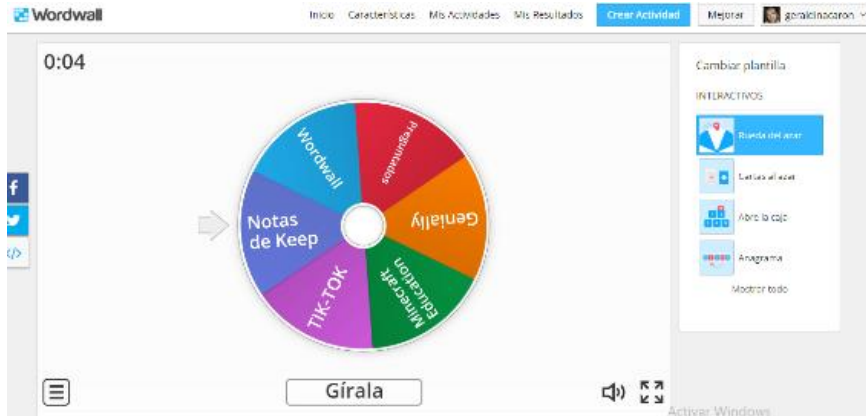 Wordwall
Inicio Características Mis Actividades Mis Resultados Crear Actividad Mejorar geraldinacaron
0:04
Cambiar plantilla
INTERACTIVOS
Rueda del azar
Cartas al azar
Abre la caja
Anagrama
Mostrar todo
Wordwall
Preguntados
Genially
Minecraft
Education
TIK-TOK
Notas
de Keep
f
</>
Gírala
Activar Windows